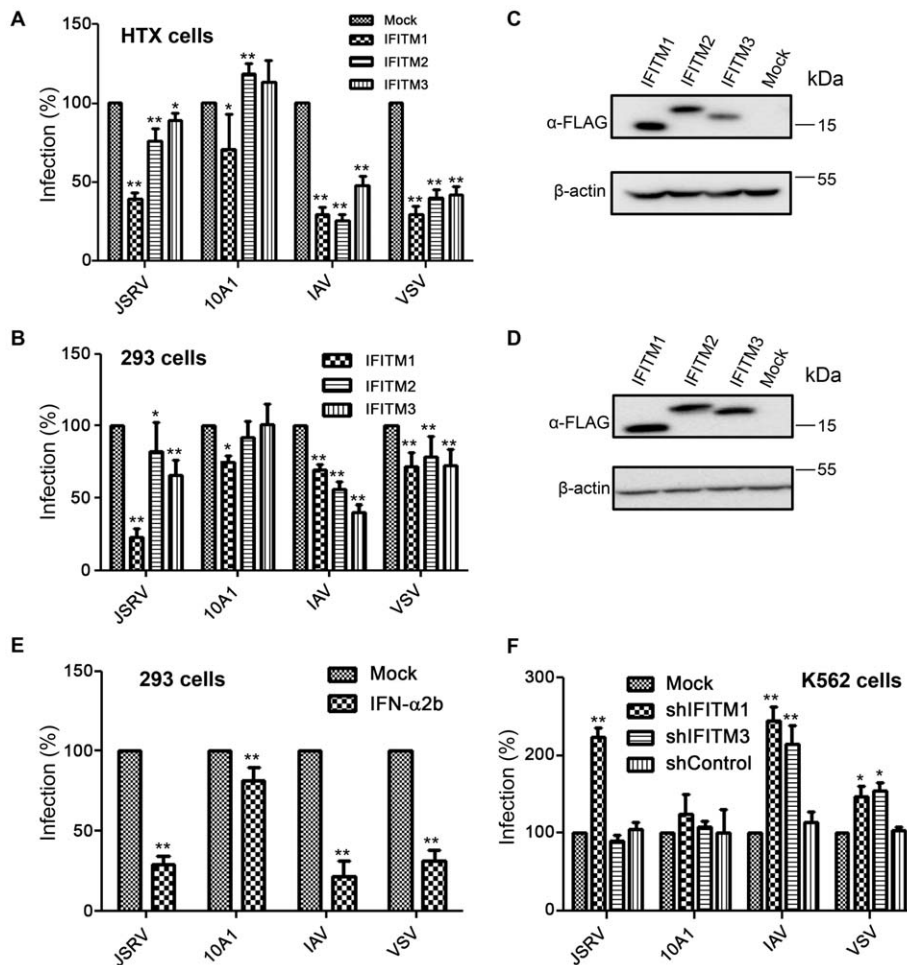 A
HTX cells
Infection (%)
150
100
50
0
** ** * * ** ** ** ** ** ** **
JSRV 10A1 IAV VSV
Mock
IFITM1
IFITM2
IFITM3
B
293 cells
Infection (%)
150
100
50
0
** * ** * ** ** ** ** ** **
JSRV 10A1 IAV VSV
IFITM1
IFITM2
IFITM3
C
IFITM1 IFITM2 IFITM3 Mock
kDa
α-FLAG
15
55
β-actin
D
IFITM1 IFITM2 IFITM3 Mock
kDa
α-FLAG
15
55
β-actin
E
293 cells
Infection (%)
150
100
50
0
** ** ** **
JSRV 10A1 IAV VSV
Mock
IFN-α2b
F
K562 cells
Infection (%)
300
200
100
0
** ** ** * *
JSRV 10A1 IAV VSV
Mock
shIFITM1
shIFITM3
shControl